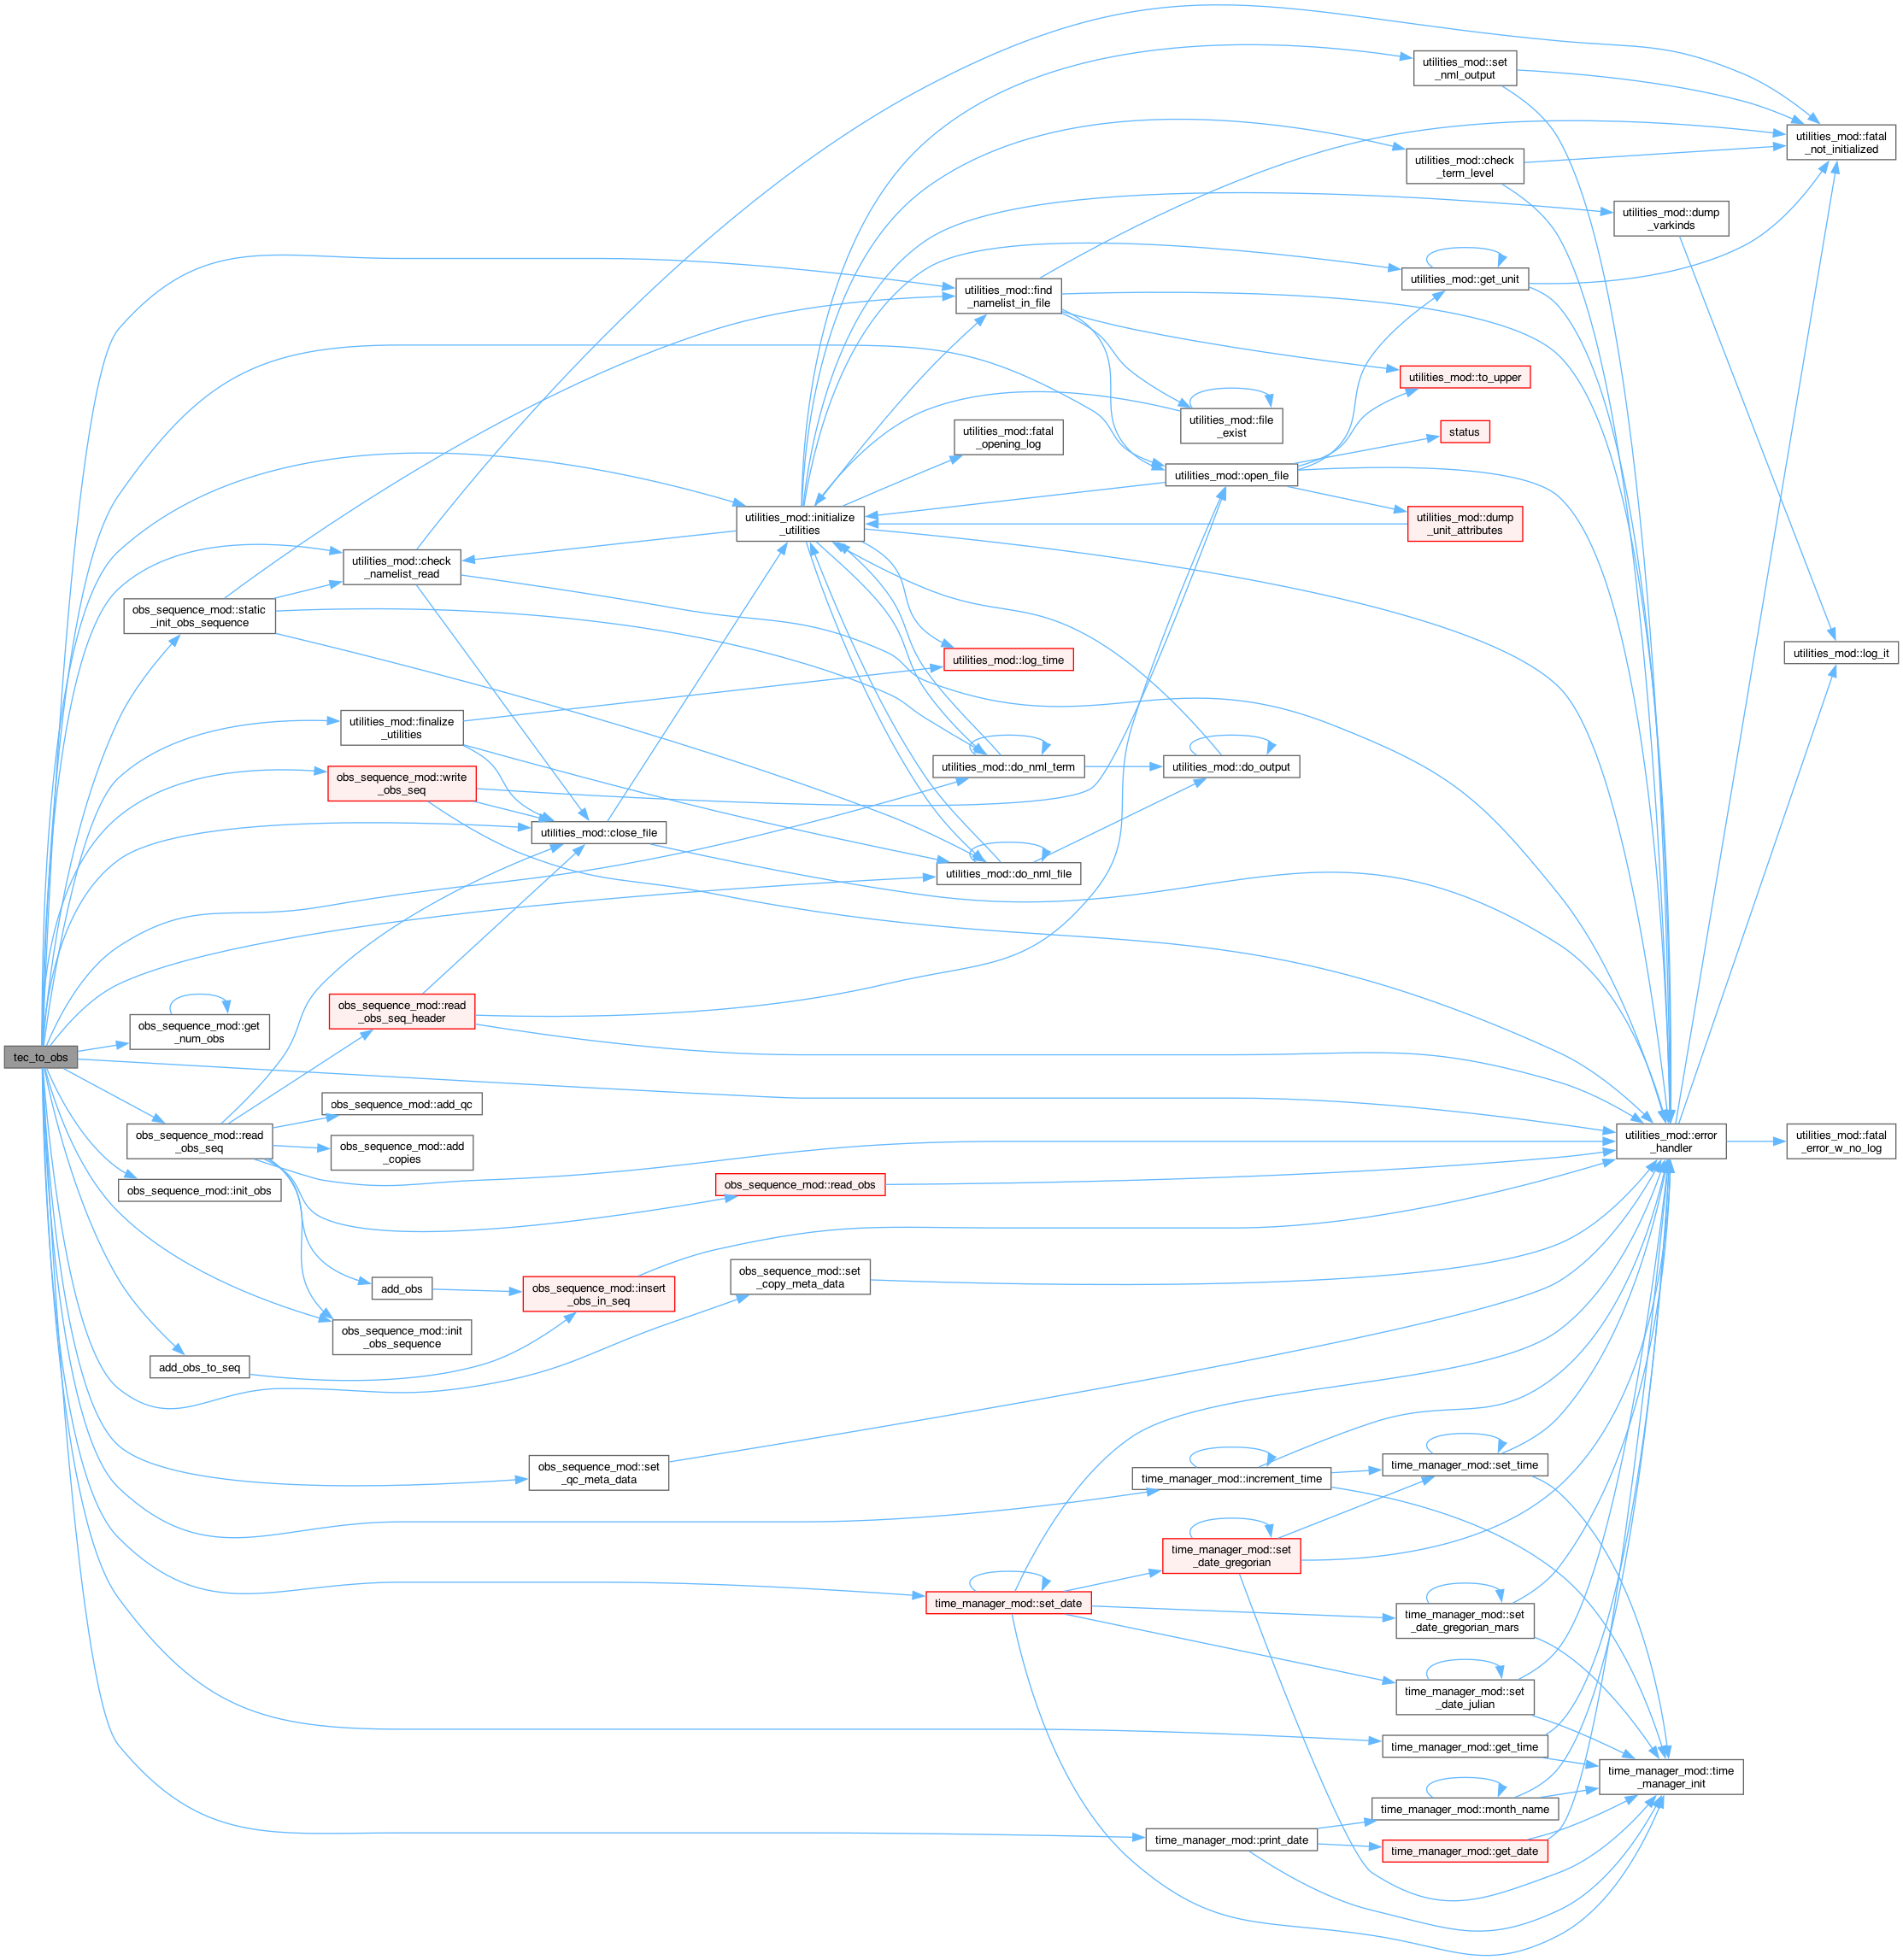 utilities_mod::set
_nml_output
utilities_mod::fatal
_not_initialized
utilities_mod::check
_term_level
utilities_mod::dump
_varkinds
utilities_mod::find
_namelist_in_file
utilities_mod::get_unit
utilities_mod::to_upper
utilities_mod::file
_exist
utilities_mod::fatal
_opening_log
status
utilities_mod::open_file
utilities_mod::initialize
_utilities
utilities_mod::dump
_unit_attributes
utilities_mod::check
_namelist_read
obs_sequence_mod::static
_init_obs_sequence
utilities_mod::log_time
utilities_mod::log_it
utilities_mod::finalize
_utilities
utilities_mod::do_nml_term
utilities_mod::do_output
obs_sequence_mod::write
_obs_seq
utilities_mod::close_file
utilities_mod::do_nml_file
obs_sequence_mod::read
_obs_seq_header
obs_sequence_mod::get
_num_obs
tec_to_obs
obs_sequence_mod::add_qc
obs_sequence_mod::read
_obs_seq
obs_sequence_mod::add
_copies
utilities_mod::error
_handler
utilities_mod::fatal
_error_w_no_log
obs_sequence_mod::init_obs
obs_sequence_mod::read_obs
obs_sequence_mod::set
_copy_meta_data
add_obs
obs_sequence_mod::insert
_obs_in_seq
obs_sequence_mod::init
_obs_sequence
add_obs_to_seq
obs_sequence_mod::set
_qc_meta_data
time_manager_mod::increment_time
time_manager_mod::set_time
time_manager_mod::set
_date_gregorian
time_manager_mod::set_date
time_manager_mod::set
_date_gregorian_mars
time_manager_mod::set
_date_julian
time_manager_mod::get_time
time_manager_mod::time
_manager_init
time_manager_mod::month_name
time_manager_mod::print_date
time_manager_mod::get_date